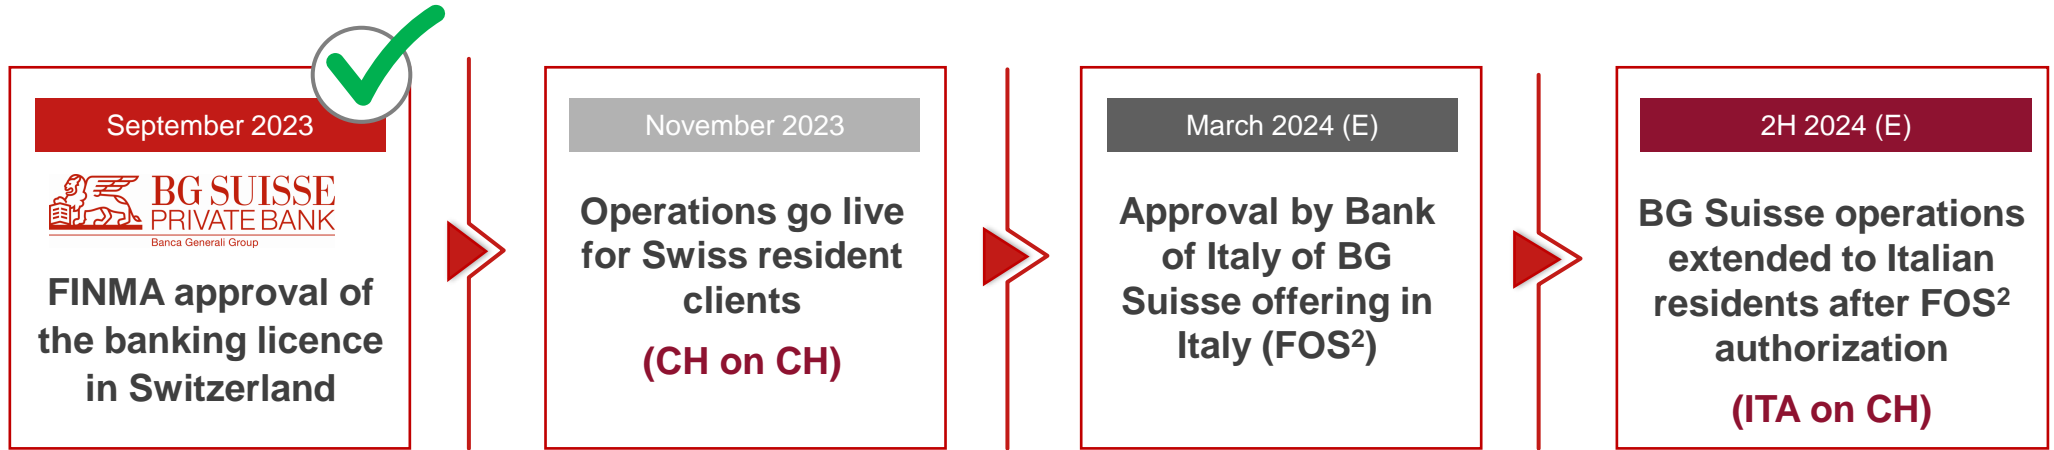 September 2023
BG SUISSE
PRIVATE BANK
Banca Generali Group
FINMA approval of
the banking licence
in Switzerland
November 2023
Operations go live
for Swiss resident
clients
(CH on CH)
March 2024 (E)
Approval by Bank
of Italy of BG
Suisse offering in
Italy (FOS²)
2H 2024 (E)
BG Suisse operations
extended to Italian
residents after FOS²
authorization
(ITA on CH)